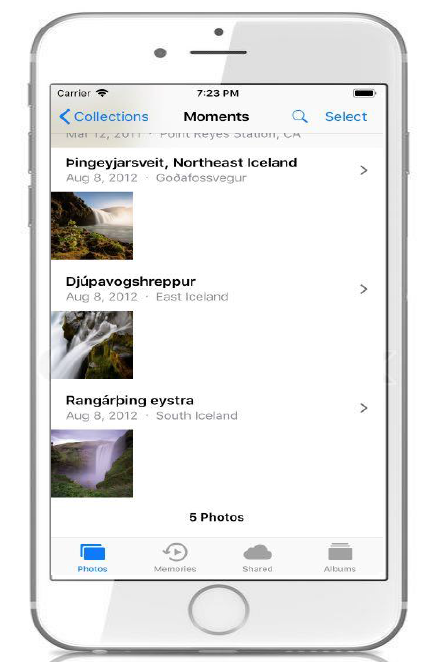 Carrier 7:23 PM
Collections Moments Select
Mar 12, 2011 · Point Reyes Station, CA
Þingeyjarsveit, Northeast Iceland
Aug 8, 2012 · Goðafossvegur
Djúpavogshreppur
Aug 8, 2012 · East Iceland
Rangárþing eystra
Aug 8, 2012 · South Iceland
5 Photos
Photos Memories Shared Albums